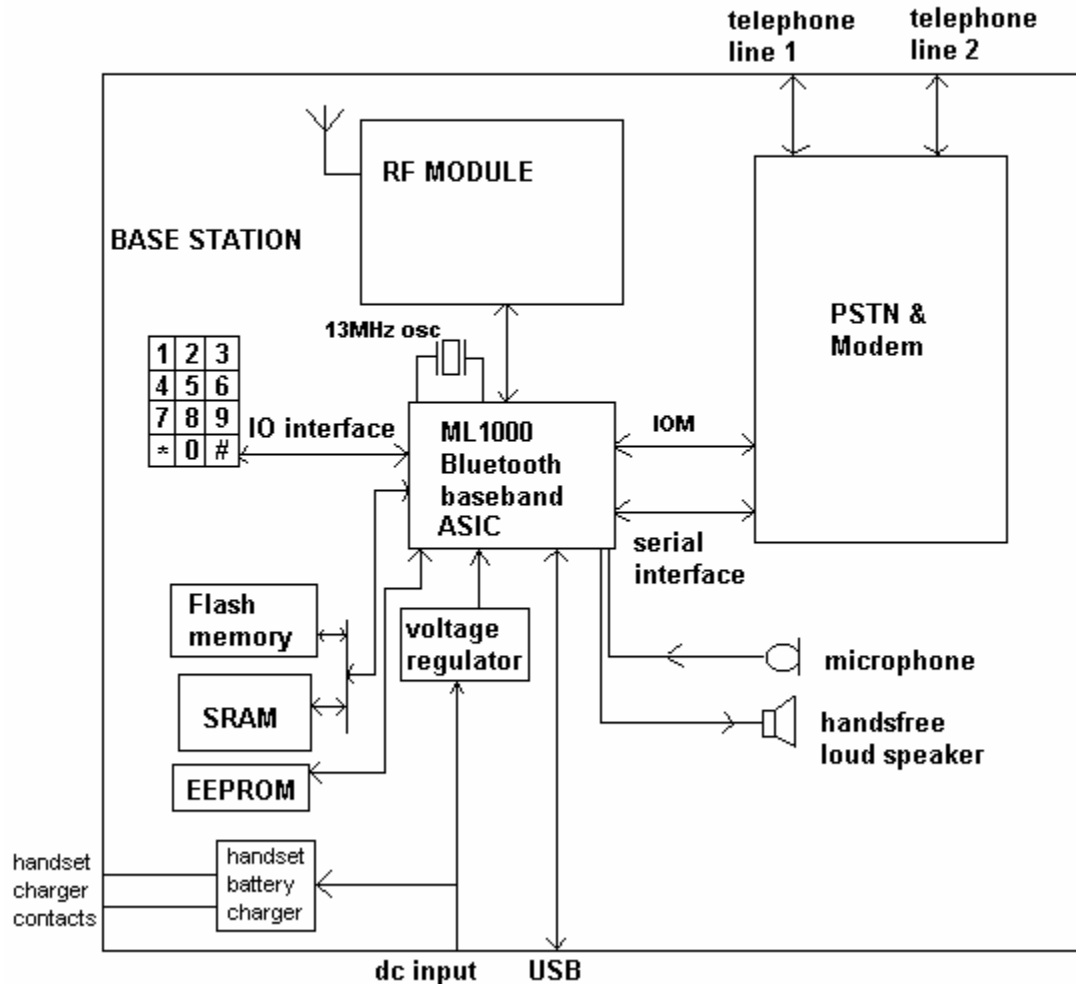 telephone
line 1
telephone
line 2
RF MODULE
BASE STATION
PSTN &
Modem
13MHz osc
1 2 3
4 5 6
7 8 9
* 0 #
IO interface
ML1000
Bluetooth
baseband
ASIC
IOM
serial
interface
Flash
memory
voltage
regulator
SRAM
microphone
handsfree
loud speaker
EEPROM
handset
charger
contacts
handset
battery
charger
dc input
USB